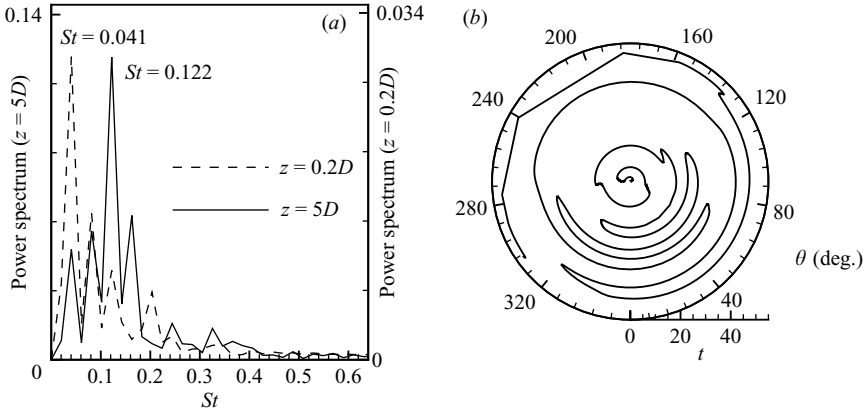 0.14
(a)
0.034
St = 0.041
St = 0.122
Power spectrum (z = 5D)
Power spectrum (z = 0.2D)
z = 0.2D
z = 5D
0
0
0.1
0.2
0.3
0.4
0.5
0.6
St
(b)
200
160
240
120
280
80
θ (deg.)
320
40
0
20
40
t